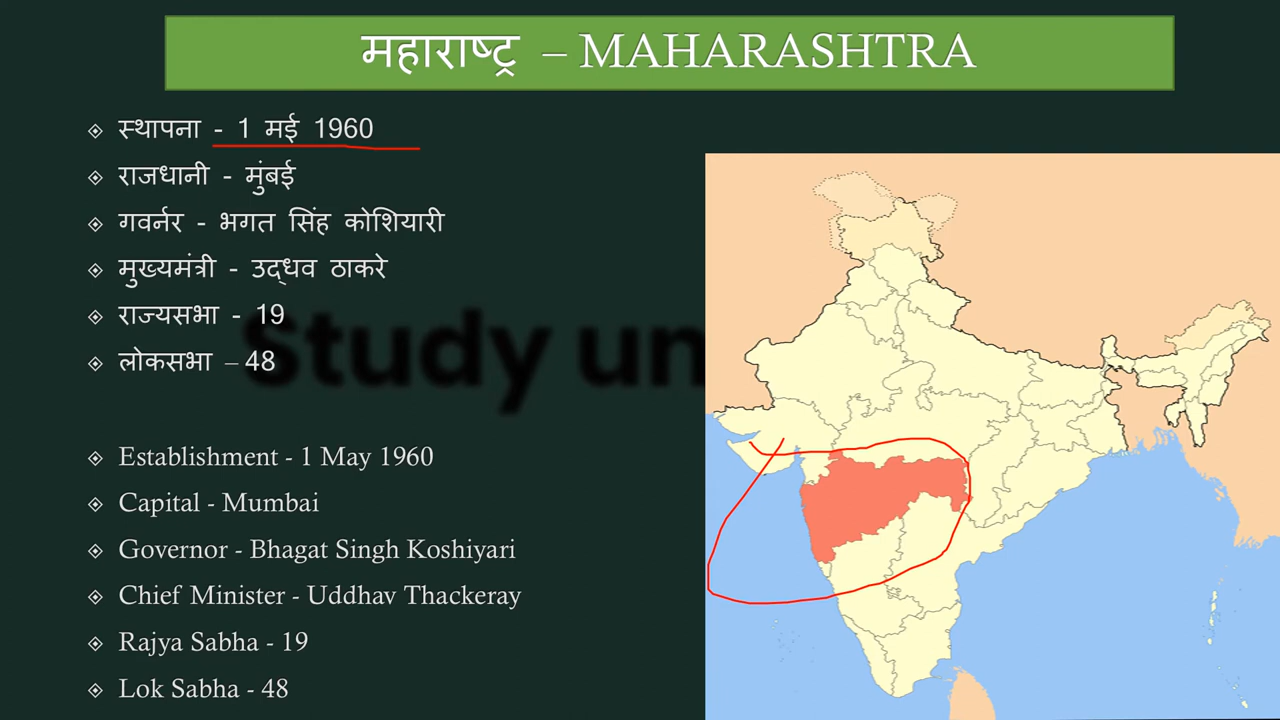 महाराष्ट्र – MAHARASHTRA
स्थापना - 1 मई 1960
राजधानी - मुंबई
गवर्नर - भगत सिंह कोशियारी
मुख्यमंत्री - उद्धव ठाकरे
राज्यसभा - 19
लोकसभा – 48
Study un
Establishment - 1 May 1960
Capital - Mumbai
Governor - Bhagat Singh Koshiyari
Chief Minister - Uddhav Thackeray
Rajya Sabha - 19
Lok Sabha - 48